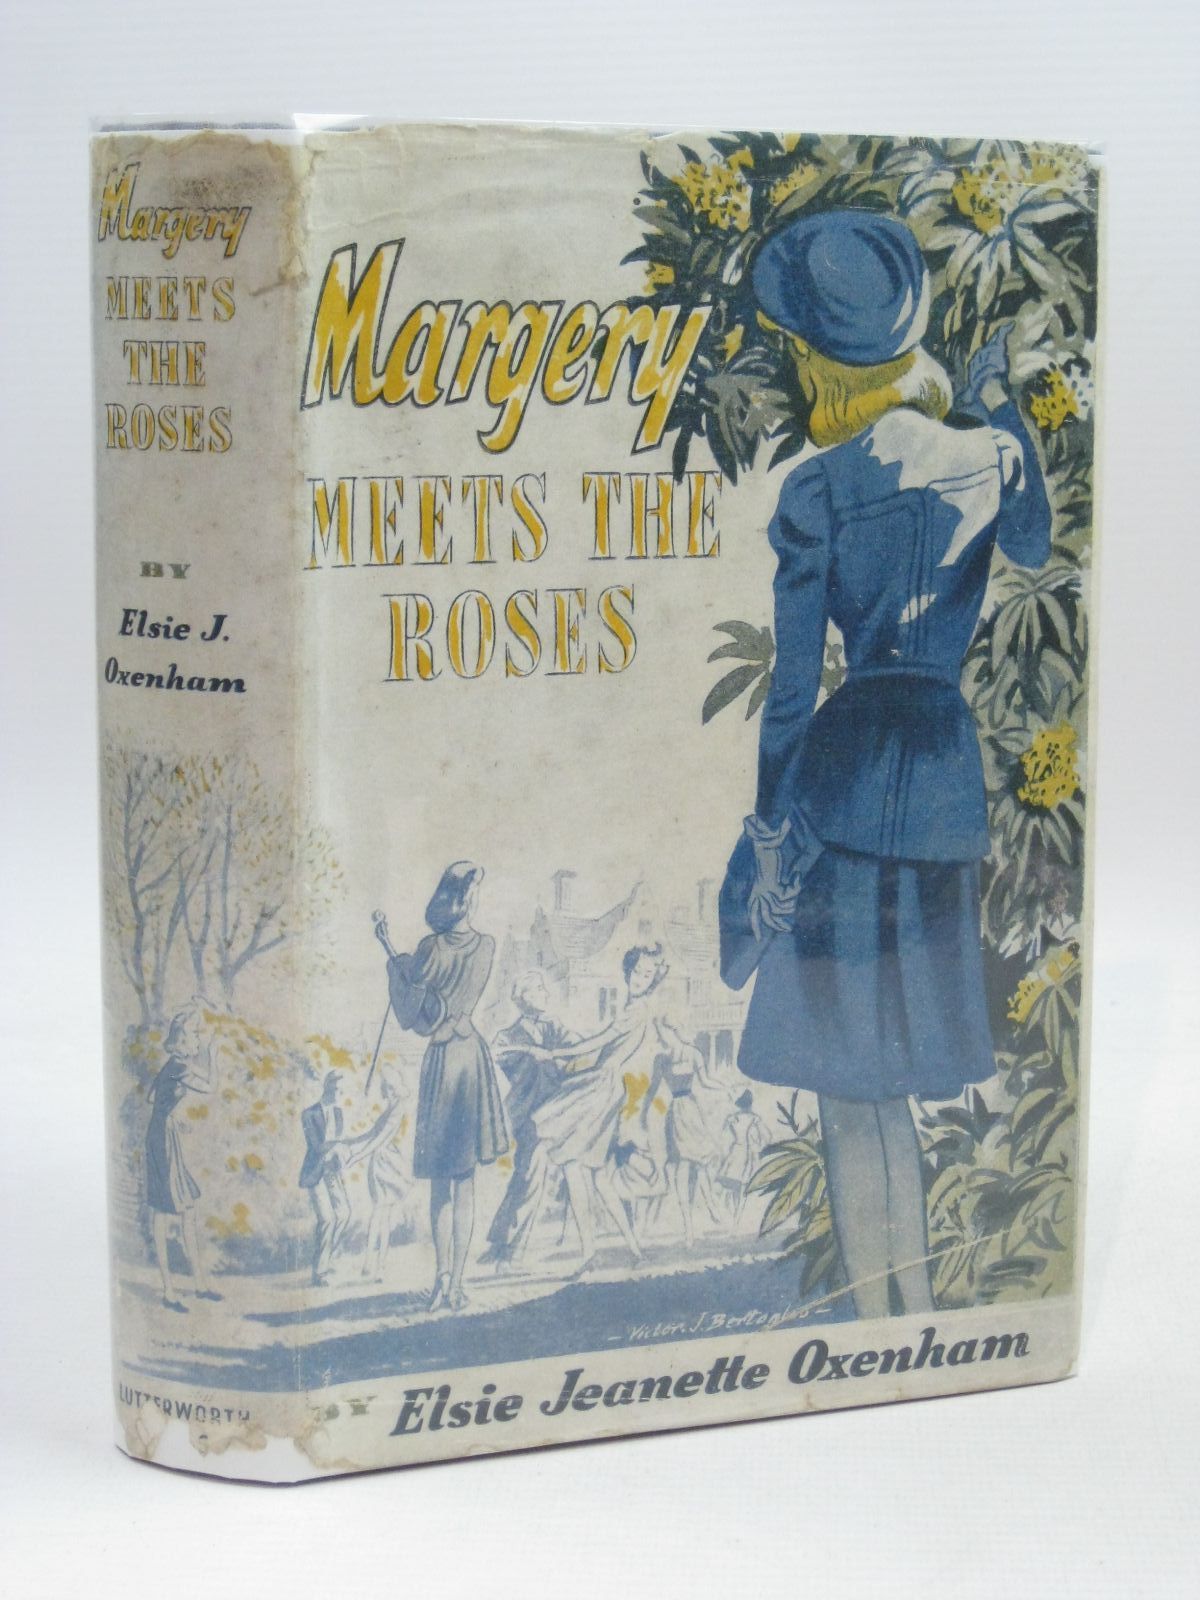 Margery
MEETS
THE
ROSES
BY
Elsie J.
Oxenham
LUTTERWORTH
Margery
MEETS THE
ROSES
- Victor. J. Bertoglio -
BY Elsie Jeanette Oxenham